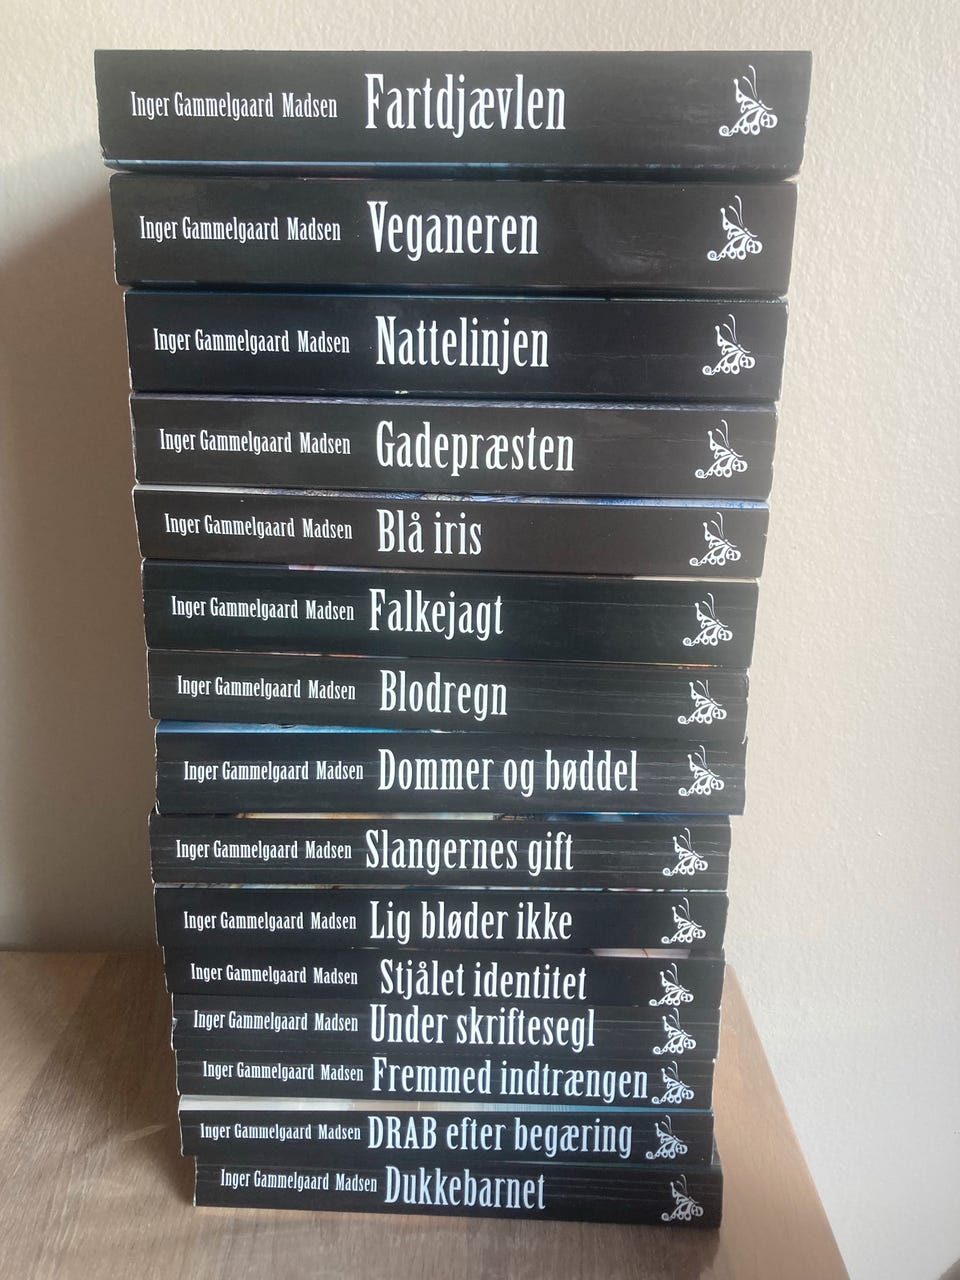 Inger Gammelgaard Madsen Fartdjævlen
Inger Gammelgaard Madsen Veganeren
Inger Gammelgaard Madsen Nattelinjen
Inger Gammelgaard Madsen Gadepræsten
Inger Gammelgaard Madsen Blå iris
Inger Gammelgaard Madsen Falkejagt
Inger Gammelgaard Madsen Blodregn
Inger Gammelgaard Madsen Dommer og bøddel
Inger Gammelgaard Madsen Slangernes gift
Inger Gammelgaard Madsen Lig bløder ikke
Inger Gammelgaard Madsen Stjålet identitet
Inger Gammelgaard Madsen Under skriftesegl
Inger Gammelgaard Madsen Fremmed indtrængen
Inger Gammelgaard Madsen DRAB efter begæring
Inger Gammelgaard Madsen Dukkebarnet